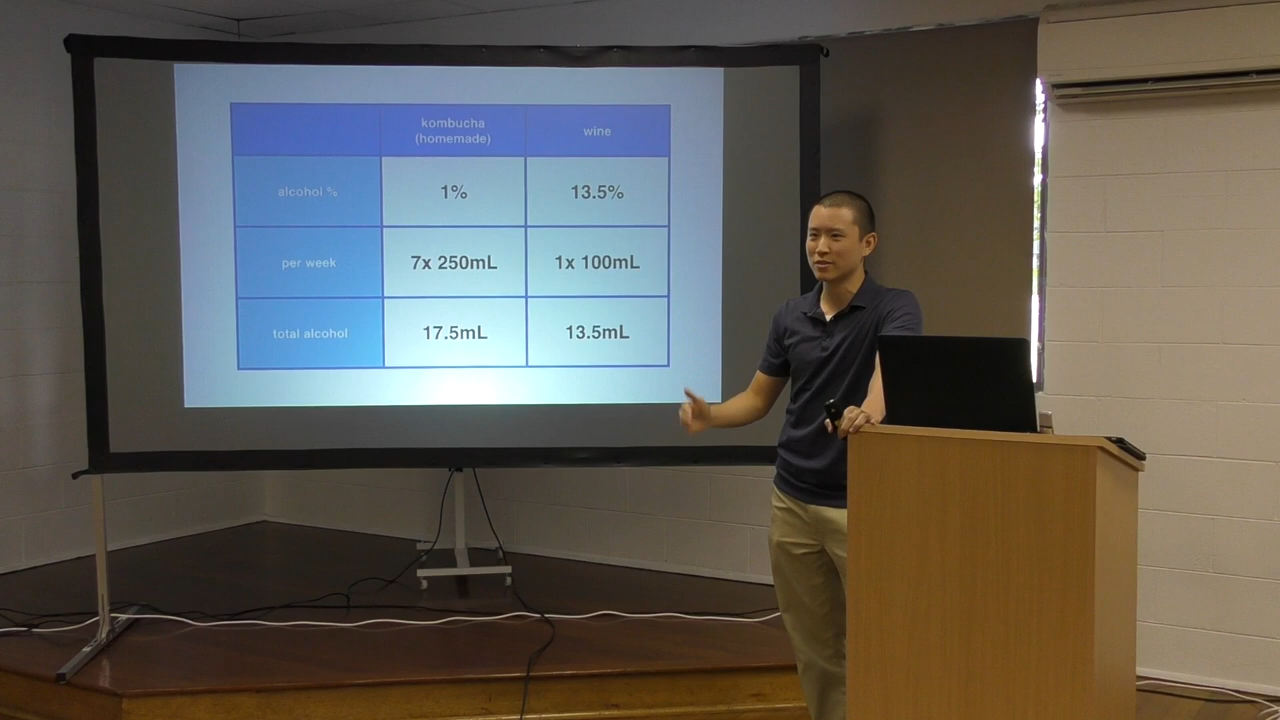 kombucha
(homemade)
wine
alcohol %
1%
13.5%
per week
7x 250mL
1x 100mL
total alcohol
17.5mL
13.5mL